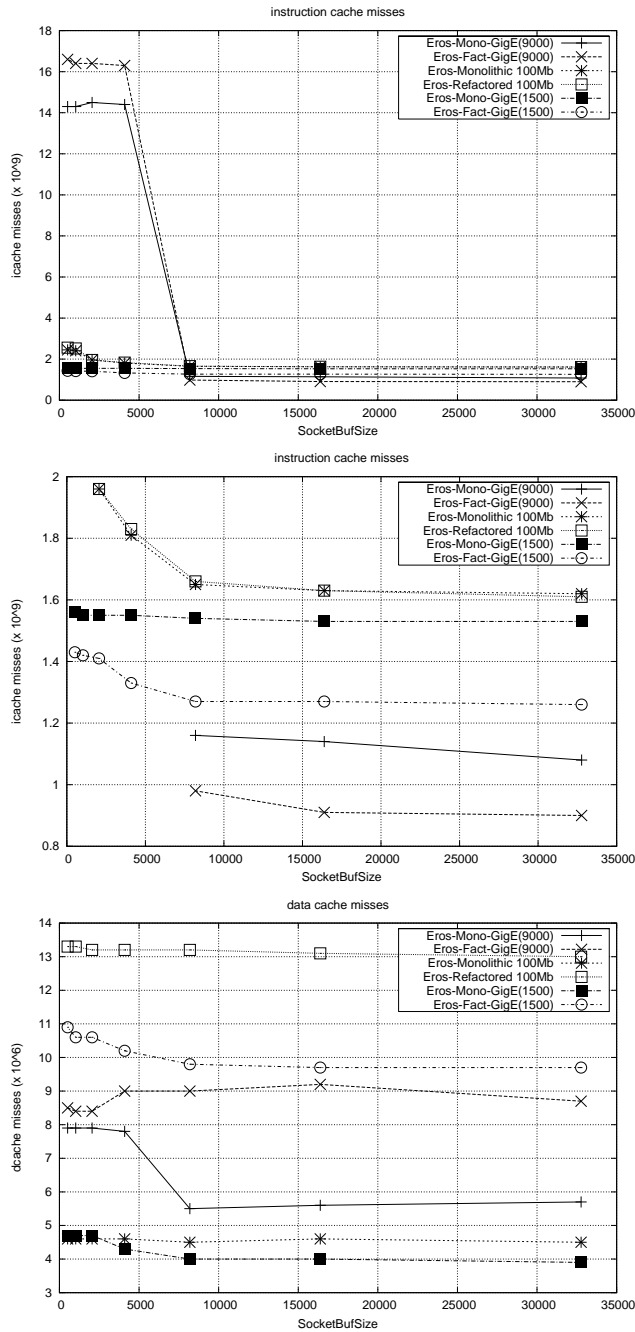 instruction cache misses
18
16
14
12
10
8
6
4
2
0
icache misses (x 10^9)
Eros-Mono-GigE(9000)
Eros-Fact-GigE(9000)
Eros-Monolithic 100Mb
Eros-Refactored 100Mb
Eros-Mono-GigE(1500)
Eros-Fact-GigE(1500)
0 5000 10000 15000 20000 25000 30000 35000
SocketBufSize
instruction cache misses
2
1.8
1.6
1.4
1.2
1
0.8
icache misses (x 10^9)
Eros-Mono-GigE(9000)
Eros-Fact-GigE(9000)
Eros-Monolithic 100Mb
Eros-Refactored 100Mb
Eros-Mono-GigE(1500)
Eros-Fact-GigE(1500)
0 5000 10000 15000 20000 25000 30000 35000
SocketBufSize
data cache misses
14
13
12
11
10
9
8
7
6
5
4
3
dcache misses (x 10^6)
Eros-Mono-GigE(9000)
Eros-Fact-GigE(9000)
Eros-Monolithic 100Mb
Eros-Refactored 100Mb
Eros-Mono-GigE(1500)
Eros-Fact-GigE(1500)
0 5000 10000 15000 20000 25000 30000 35000
SocketBufSize